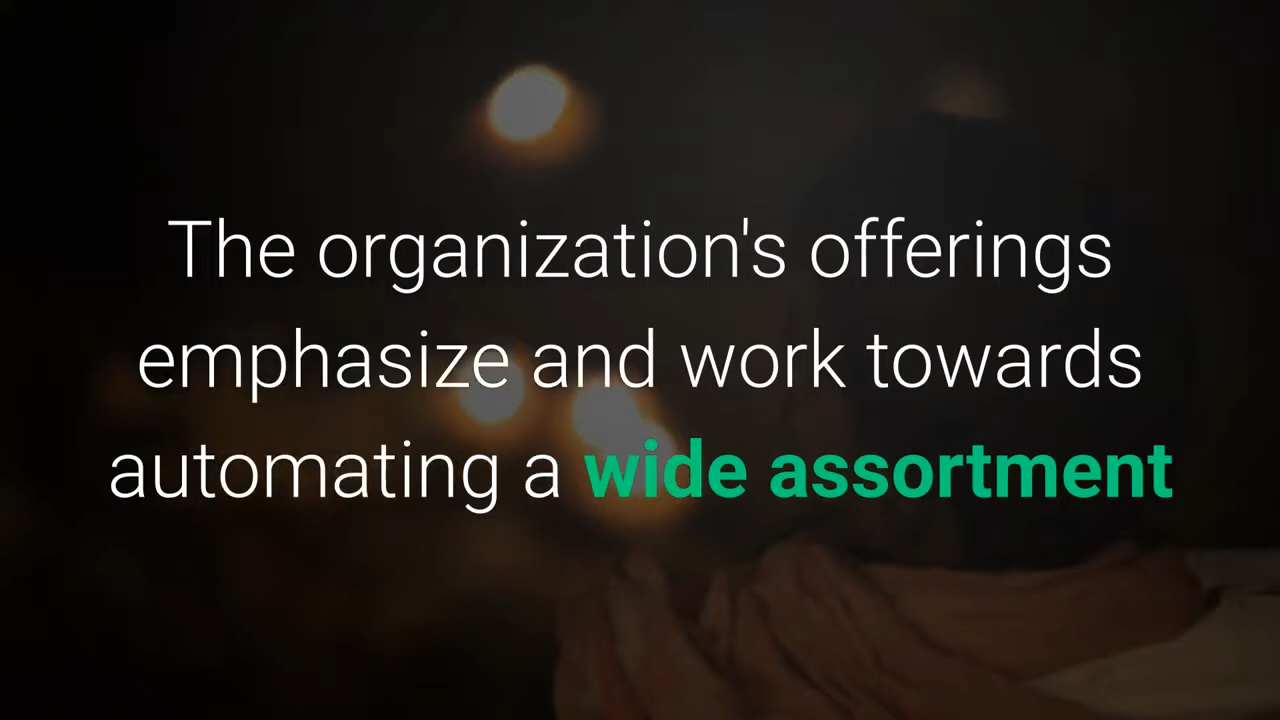 The organization's offerings
emphasize and work towards
automating a wide assortment